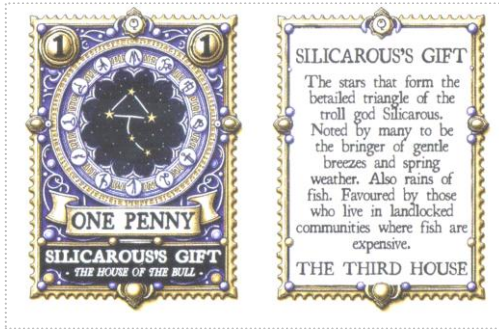 1 1
ONE PENNY
SILICAROUS'S GIFT
- THE HOUSE OF THE BULL -
SILICAROUS'S GIFT
The stars that form the
betailed triangle of the
troll god Silicarous.
Noted by many to be
the bringer of gentle
breezes and spring
weather. Also rains of
fish. Favoured by those
who live in landlocked
communities where fish are
expensive.
THE THIRD HOUSE